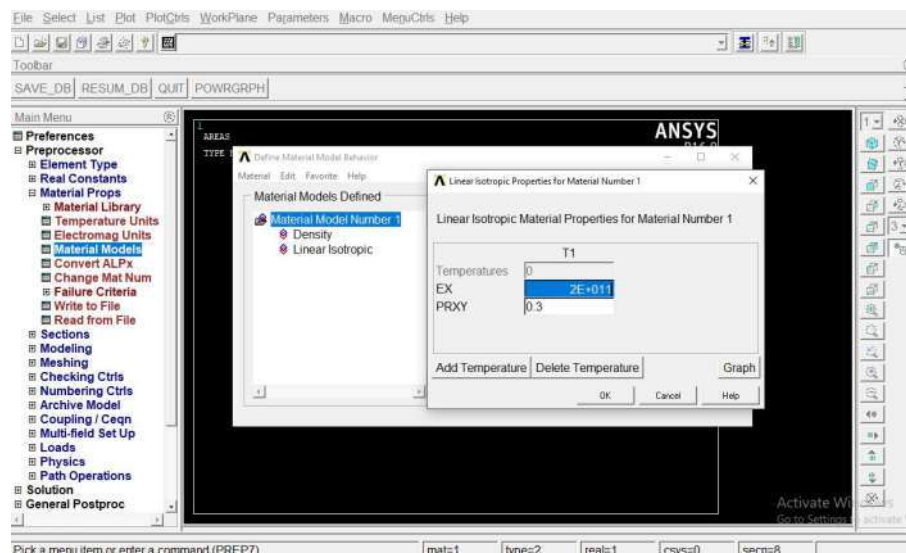 File Select List Plot PlotCtrls WorkPlane Parameters Macro MenuCtrls Help
Toolbar
SAVE_DB RESUM_DB QUIT POWRGRPH
Main Menu
Preferences
Preprocessor
Element Type
Real Constants
Material Props
Material Library
Temperature Units
Electromag Units
Material Models
Convert ALPx
Change Mat Num
Failure Criteria
Write to File
Read from File
Sections
Modeling
Meshing
Checking Ctrls
Numbering Ctrls
Archive Model
Coupling / Ceqn
Multi-field Set Up
Loads
Physics
Path Operations
Solution
General Postproc
1
AREAS
TYPE
ANSYS
Define Material Model Behavior
Material Edit Favorite Help
Material Models Defined
Material Model Number 1
Density
Linear Isotropic
Linear Isotropic Properties for Material Number 1
Linear Isotropic Material Properties for Material Number 1
T1
Temperatures 0
EX 2E+011
PRXY 0.3
Add Temperature Delete Temperature Graph
OK Cancel Help
1
3
Activate
Go to Settings
Pick a menu item or enter a command (PREP7) mat=1 type=2 real=1 csys=0 secn=8